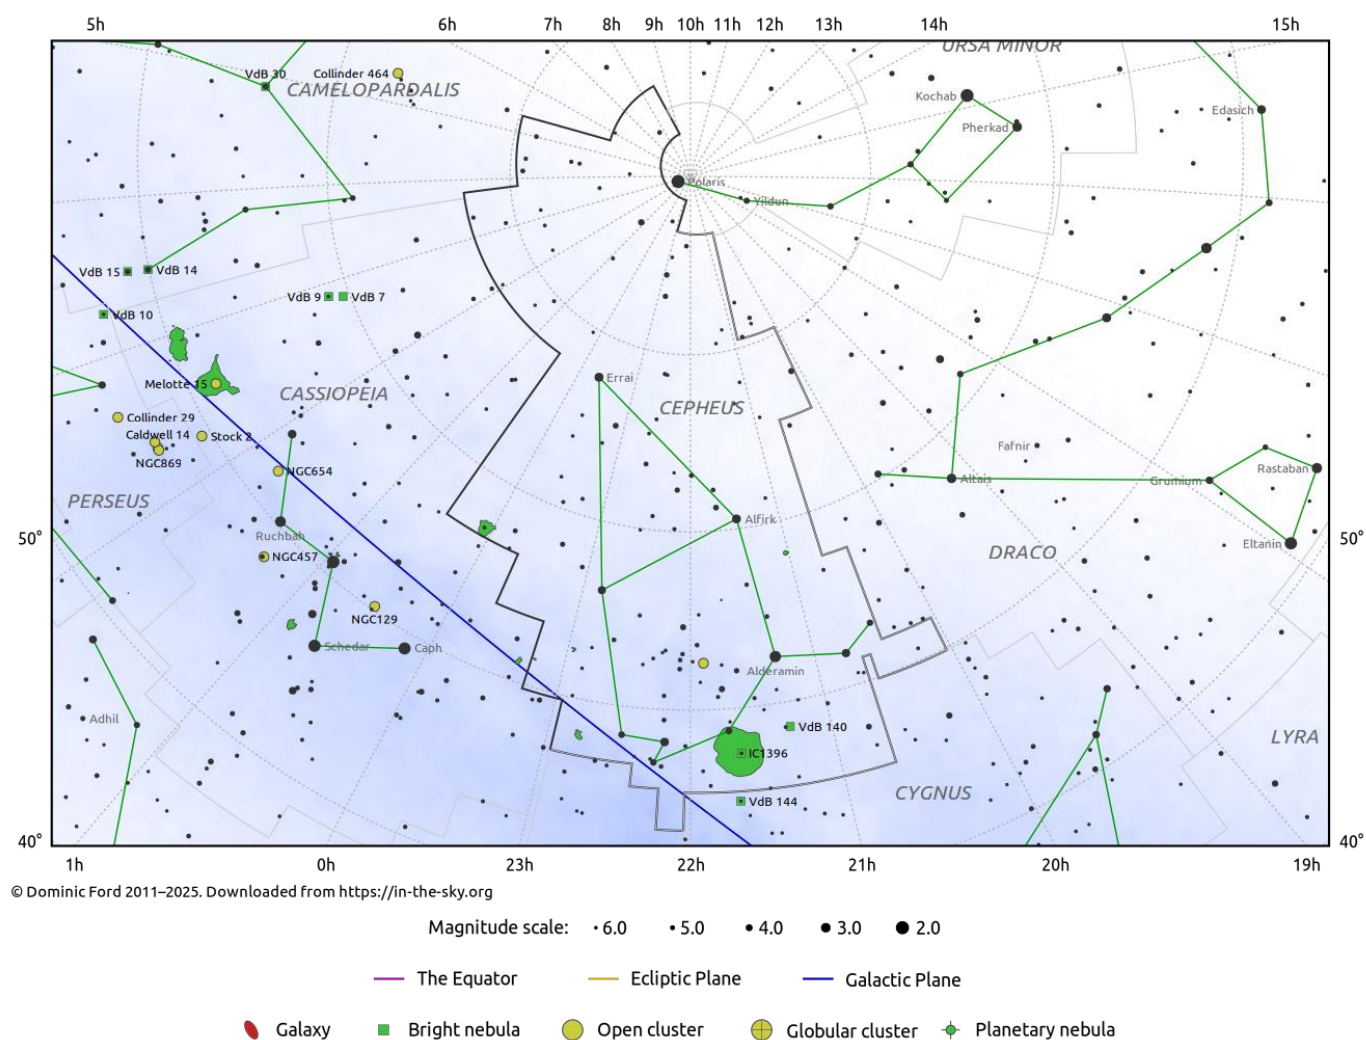 5h 6h 7h 8h 9h 10h 11h 12h 13h 14h 15h
URSA MINOR
VdB 30 Collinder 464
CAMELOPARDALIS
Kochab
Edasich
Pherkad
Polaris
Yildun
VdB 15 VdB 14
VdB 9 VdB 7
VdB 10
Errai
Melotte 15
CASSIOPEIA
CEPHEUS
Collinder 29
Caldwell 14 Stock 2
Fafnir
NGC869
NGC654
Rastaban
Altais
Grumium
PERSEUS
Alfirk
Ruchbah
50° 50°
Eltanin
NGC457
DRACO
NGC129
Schedar Caph
Alderamin
Adhil
VdB 140
LYRA
IC1396
CYGNUS
VdB 144
40° 40°
1h 0h 23h 22h 21h 20h 19h
© Dominic Ford 2011–2025. Downloaded from https://in-the-sky.org
Magnitude scale: 6.0 5.0 4.0 3.0 2.0
The Equator Ecliptic Plane Galactic Plane
Galaxy Bright nebula Open cluster Globular cluster Planetary nebula